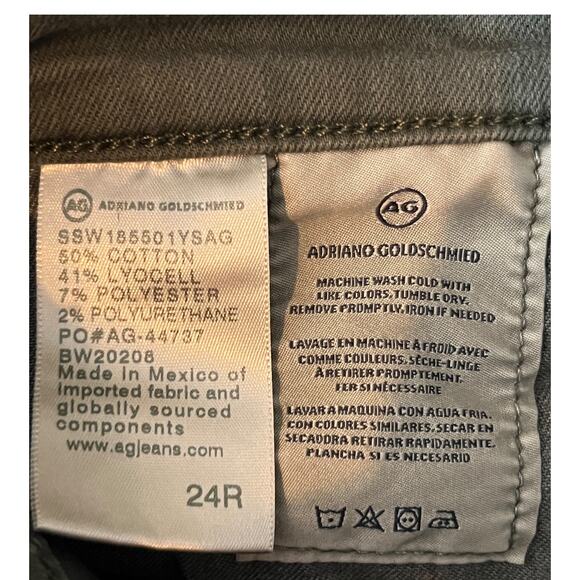 AG ADRIANO GOLDSCHMIED
SSW185501YSAG
50% COTTON
41% LYOCELL
7% POLYESTER
2% POLYURETHANE
PO#AG-44737
BW20208
Made in Mexico of
imported fabric and
globally sourced
components
www.agjeans.com
24R
AG
ADRIANO GOLDSCHMIED
MACHINE WASH COLD WITH
LIKE COLORS. TUMBLE DRY.
REMOVE PROMPTLY. IRON IF NEEDED
LAVAGE EN MACHINE À FROID AVEC
COMME COULEURS. SÈCHE-LINGE
À RETIRER PROMPTEMENT.
FER SI NÉCESSAIRE
LAVAR A MAQUINA CON AGUA FRIA.
CON COLORES SIMILARES. SECAR EN
SECADORA RETIRAR RAPIDAMENTE.
PLANCHA SI ES NECESARIO